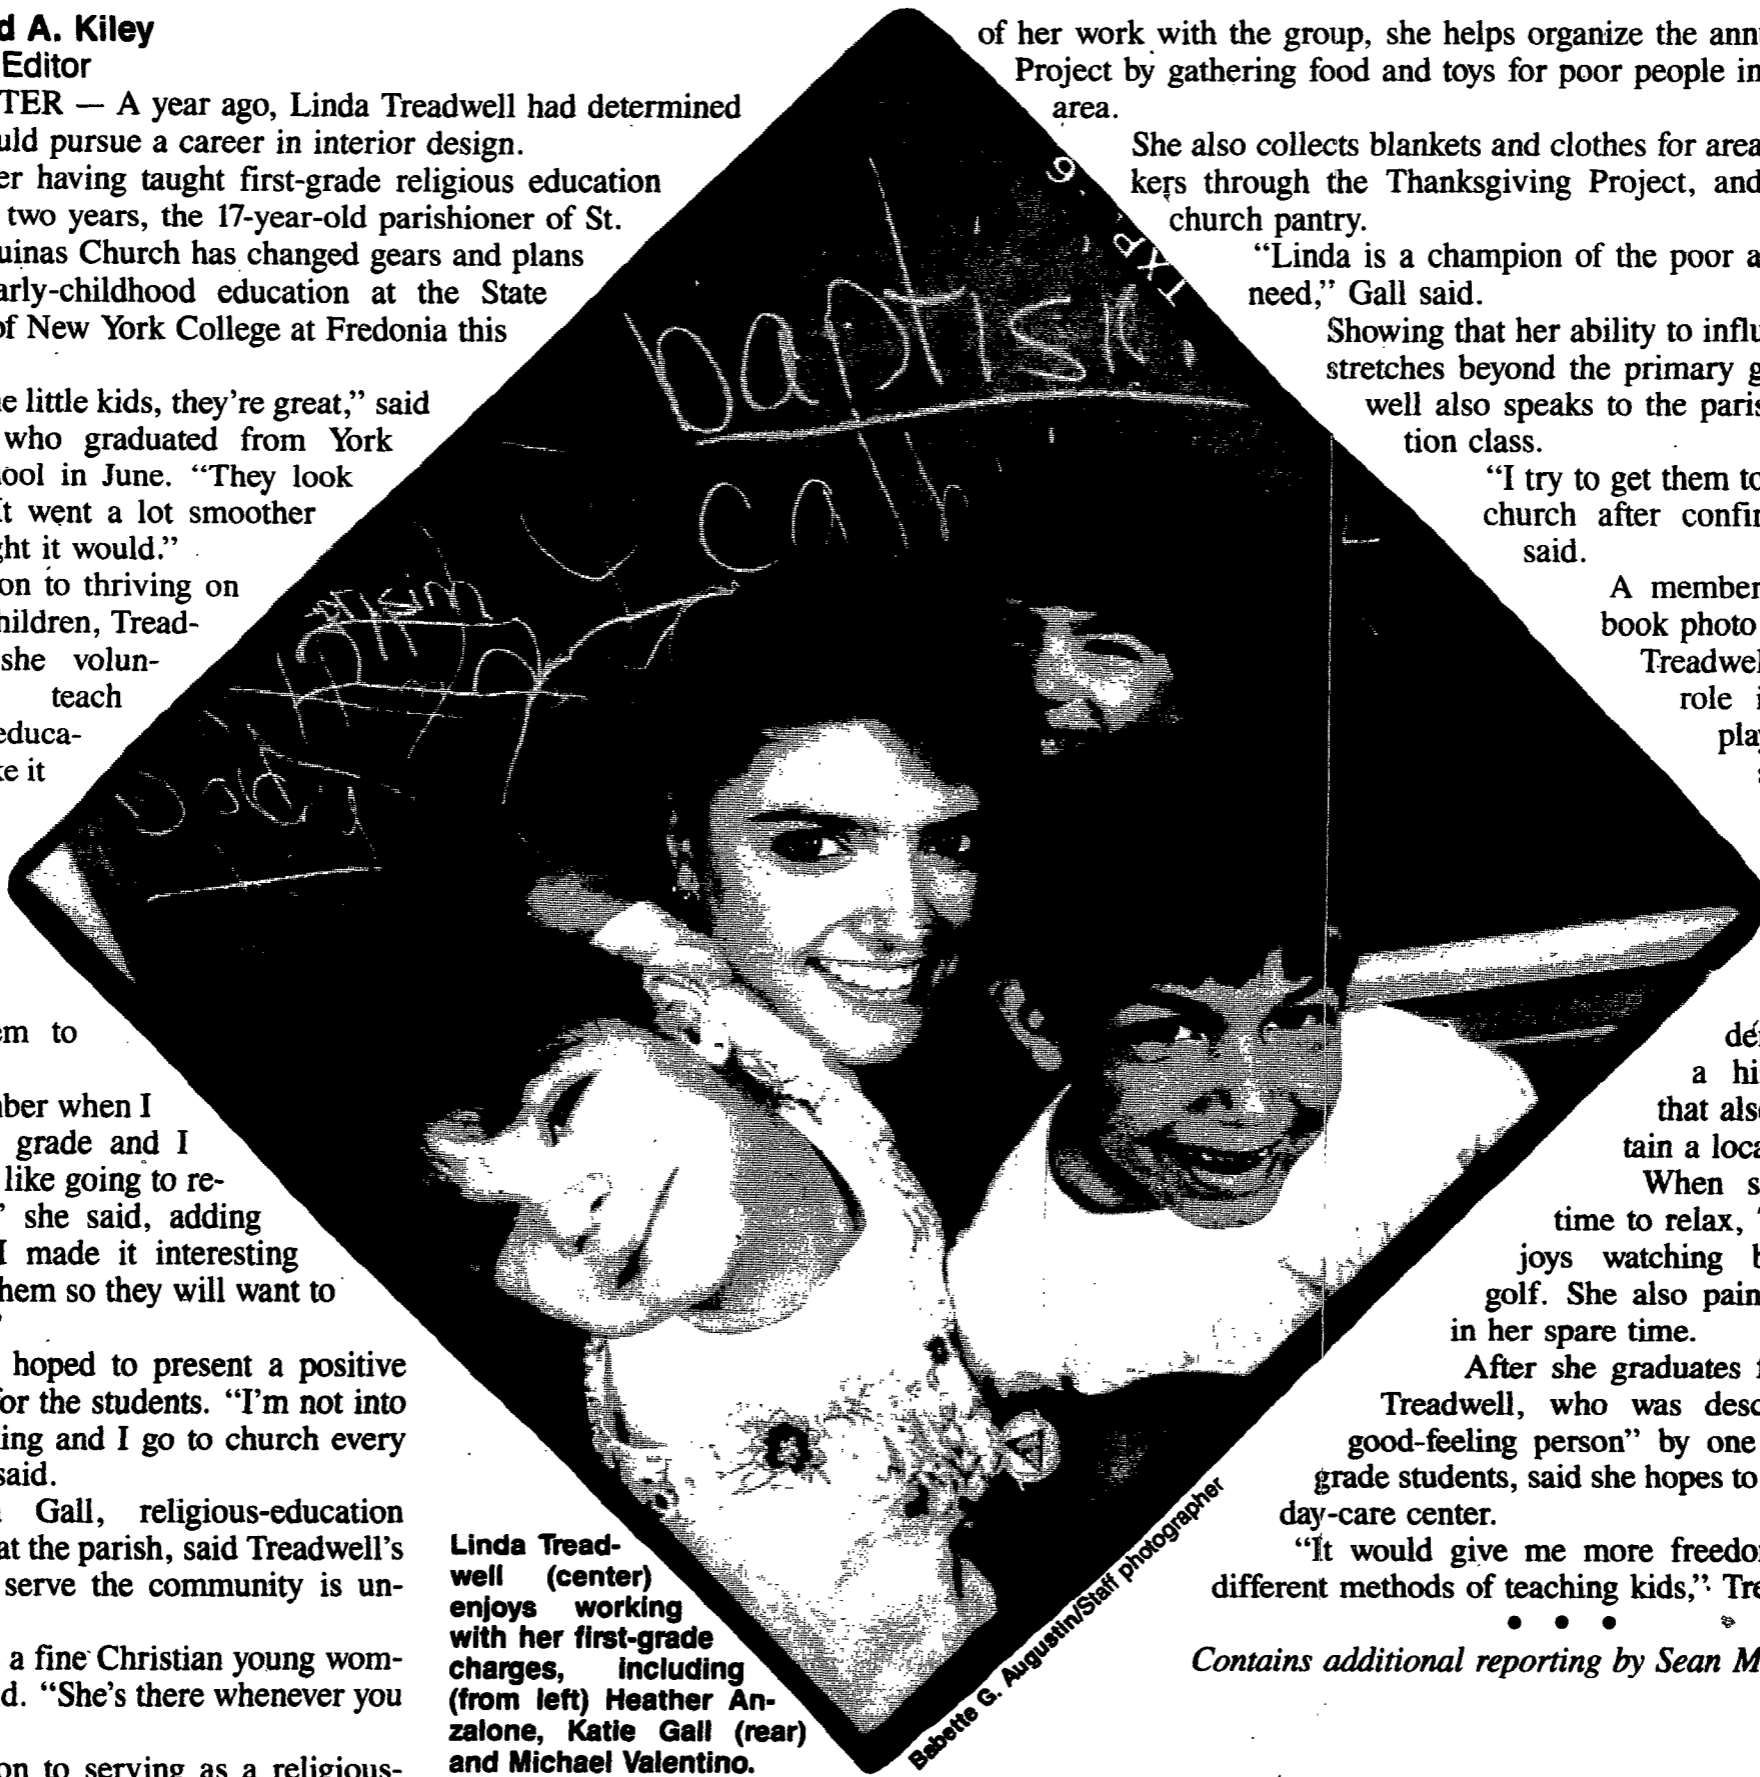 d A. Kiley
Editor
TER — A year ago, Linda Treadwell had determined
uld pursue a career in interior design.
er having taught first-grade religious education
two years, the 17-year-old parishioner of St.
uinas Church has changed gears and plans
arly-childhood education at the State
of New York College at Fredonia this
e little kids, they're great,” said
who graduated from York
ool in June. “They look
It went a lot smoother
ght it would.”
on to thriving on
hildren, Tread-
she volun-
teach
educa-
ke it
em to
ber when I
grade and I
like going to re-
” she said, adding
I made it interesting
hem so they will want to
”
hoped to present a positive
for the students. “I'm not into
ing and I go to church every
said.
Gall, religious-education
at the parish, said Treadwell's
serve the community is un-
a fine Christian young wom-
d. “She's there whenever you
on to serving as a religious-
baptism.
cath
Linda Tread-
well (center)
enjoys working
with her first-grade
charges, including
(from left) Heather An-
zalone, Katie Gall (rear)
and Michael Valentino.
Babette G. Augustin/Staff photographer
of her work with the group, she helps organize the ann
Project by gathering food and toys for poor people in
area.
She also collects blankets and clothes for area
kers through the Thanksgiving Project, and
church pantry.
“Linda is a champion of the poor a
need,” Gall said.
Showing that her ability to influ
stretches beyond the primary g
well also speaks to the paris
tion class.
“I try to get them to
church after confir
said.
A member
book photo
Treadwel
role i
play
s
de
a hi
that als
tain a loca
When s
time to relax,
joys watching b
golf. She also pain
in her spare time.
After she graduates f
Treadwell, who was desc
good-feeling person” by one
grade students, said she hopes to
day-care center.
“It would give me more freedo
different methods of teaching kids,” Tre
• • •
Contains additional reporting by Sean M